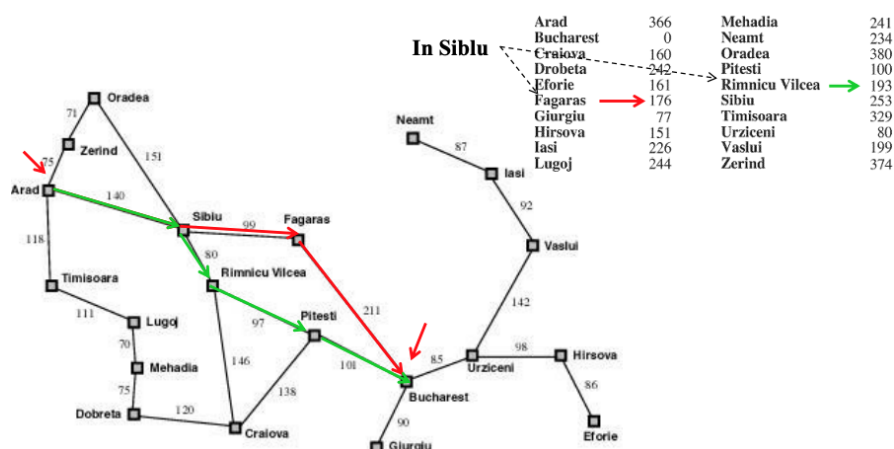 In Siblu
Arad 366 Mehadia 241
Bucharest 0 Neamt 234
Craiova 160 Oradea 380
Drobeta 242 Pitesti 100
Eforie 161 Rimnicu Vilcea 193
Fagaras 176 Sibiu 253
Giurgiu 77 Timisoara 329
Hirsova 151 Urziceni 80
Iasi 226 Vaslui 199
Lugoj 244 Zerind 374
Oradea
71
Neamt
Zerind
87
75
151
Iasi
Arad
140
92
Sibiu
Fagaras
99
118
80
Vaslui
Timisoara
Rimnicu Vilcea
111
211
142
Lugoj
97
Pitesti
70
98
Hirsova
146
101
85
Urziceni
Mehadia
138
86
75
Bucharest
120
Dobreta
90
Craiova
Eforie
Giurgiu